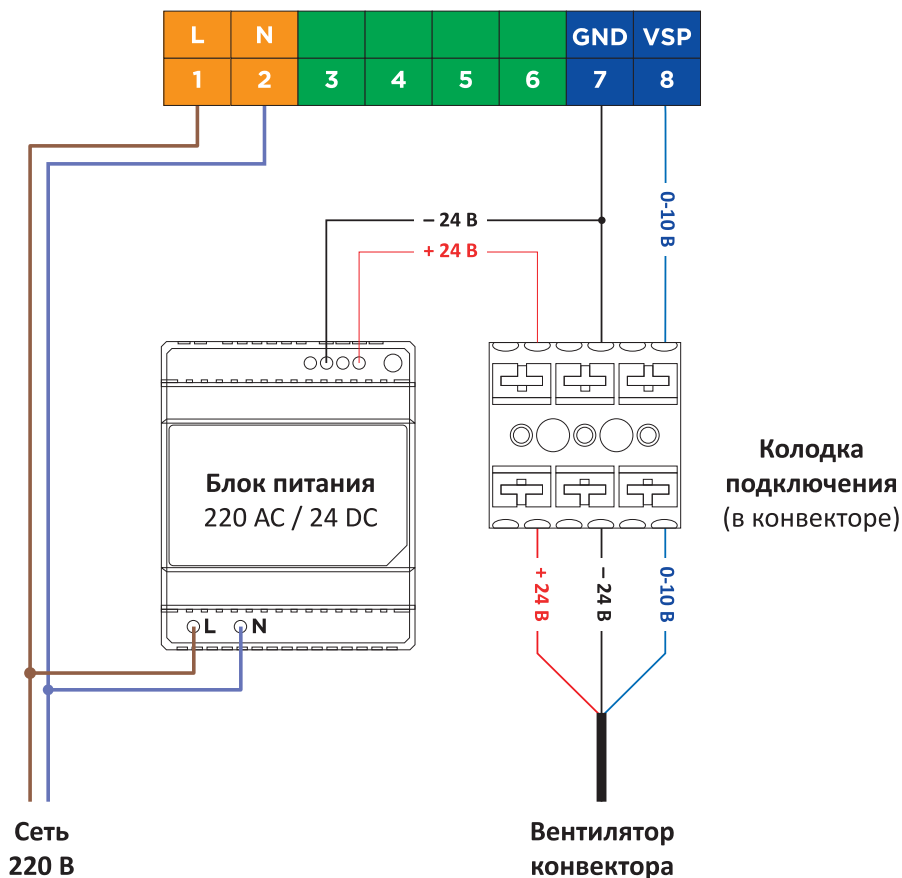 L N GND VSP
1 2 3 4 5 6 7 8
– 24 В
+ 24 В
0-10 В
Блок питания
220 AC / 24 DC
L N
Колодка
подключения
(в конвекторе)
+ 24 В
– 24 В
0-10 В
Сеть
220 В
Вентилятор
конвектора